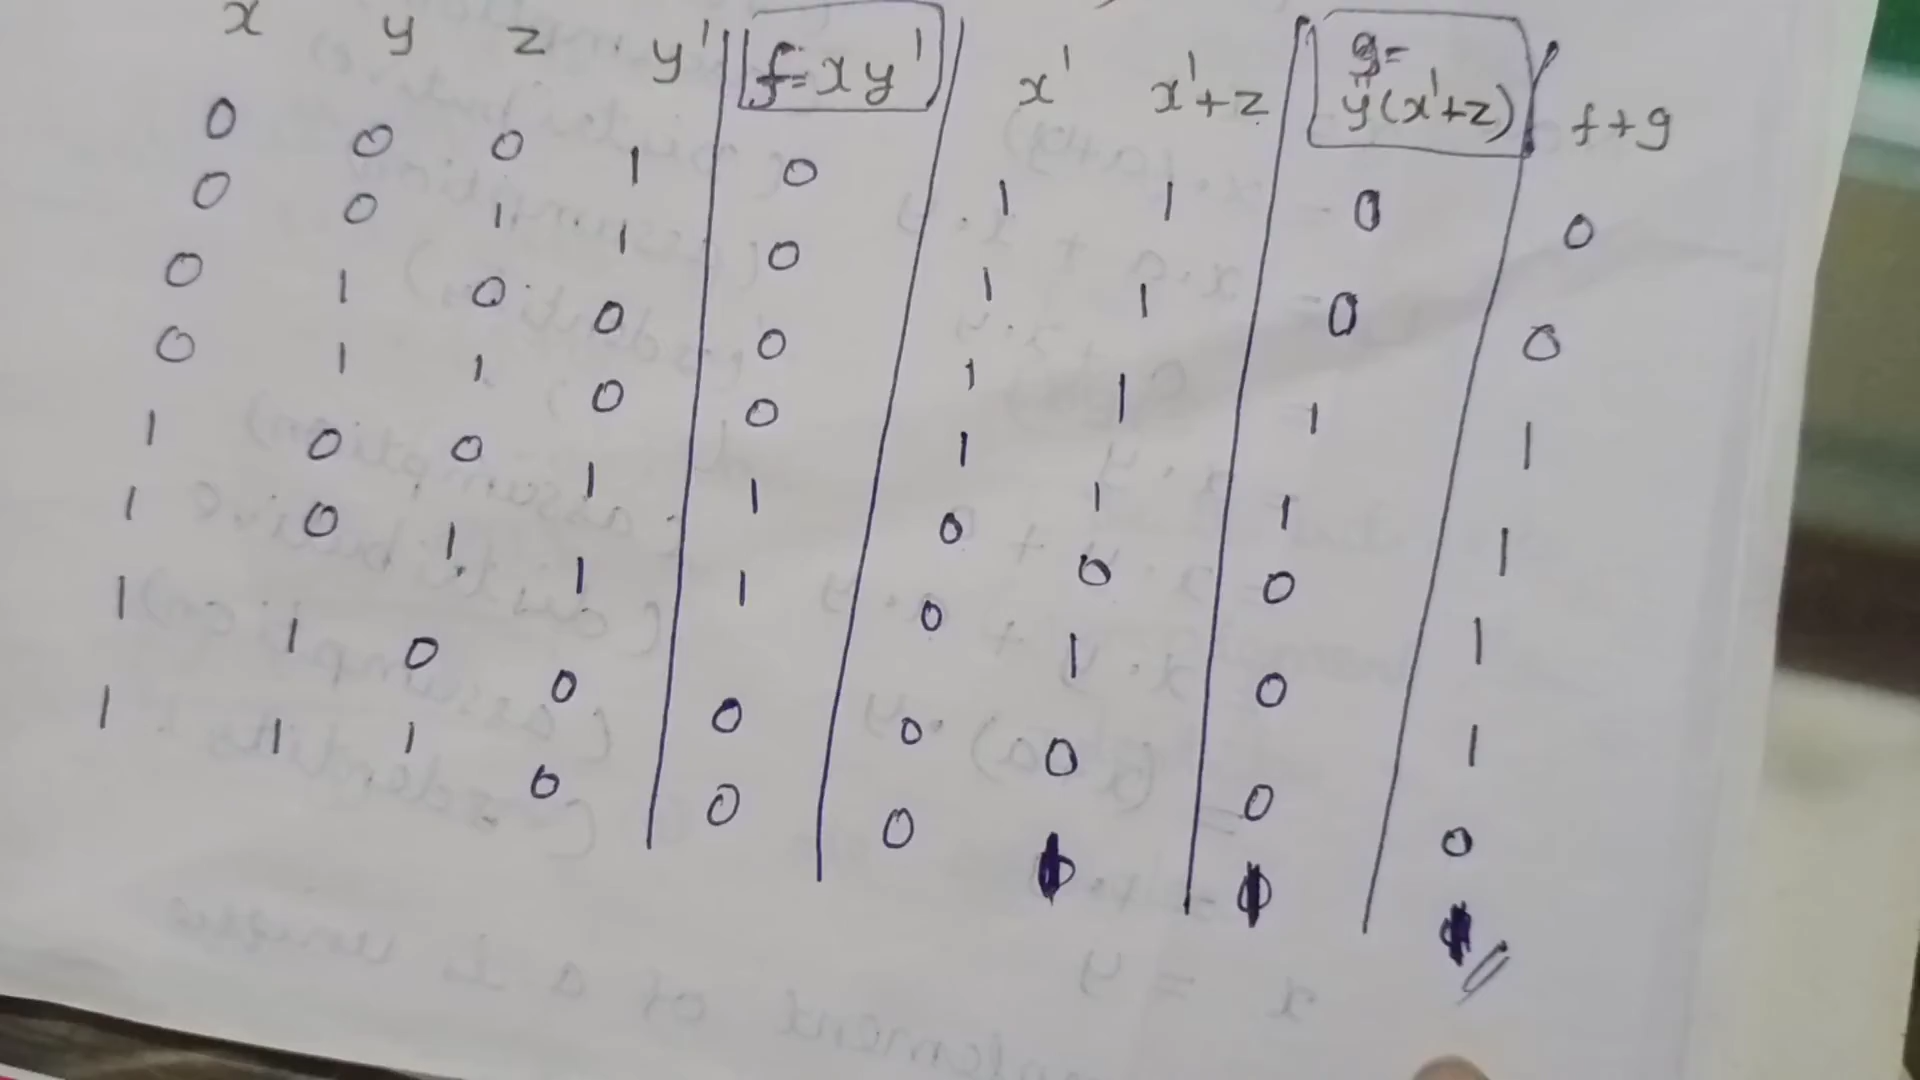 x y z y' f=xy' x' x'+z g=y(x'+z) f+g
0 0 0 1 0 1 1 0 0
0 0 1 1 0 1 1 0 0
0 1 0 0 0 1 1 1 1
0 1 1 0 0 1 1 1 1
1 0 0 1 1 0 0 0 1
1 0 1 1 1 0 1 0 1
1 1 0 0 0 0 0 0 0
1 1 1 0 0 0